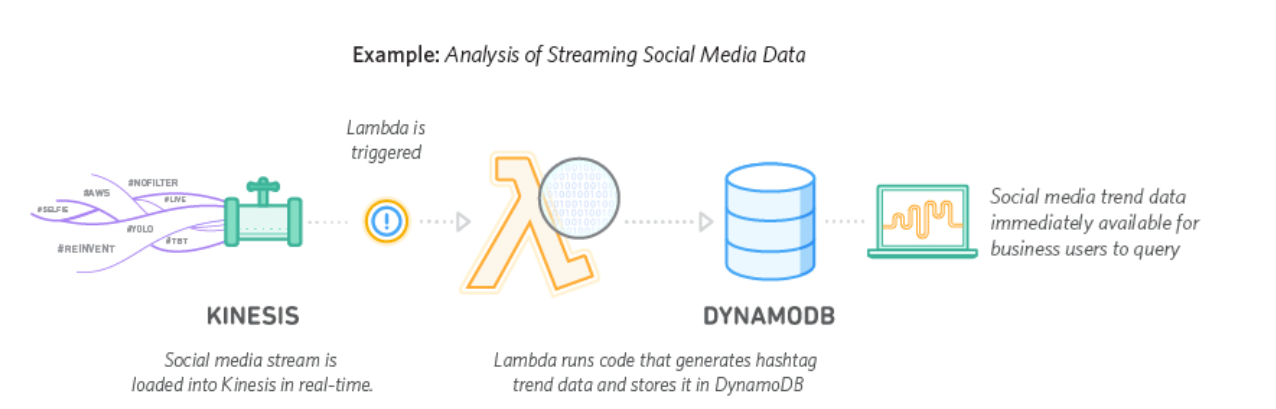 Example: Analysis of Streaming Social Media Data
Lambda is
triggered
#NOFILTER
#AWS
#LIVE
#SELFIE
#YOLO
#TBT
#REINVENT
Social media trend data
immediately available for
business users to query
KINESIS
DYNAMODB
Social media stream is
loaded into Kinesis in real-time.
Lambda runs code that generates hashtag
trend data and stores it in DynamoDB